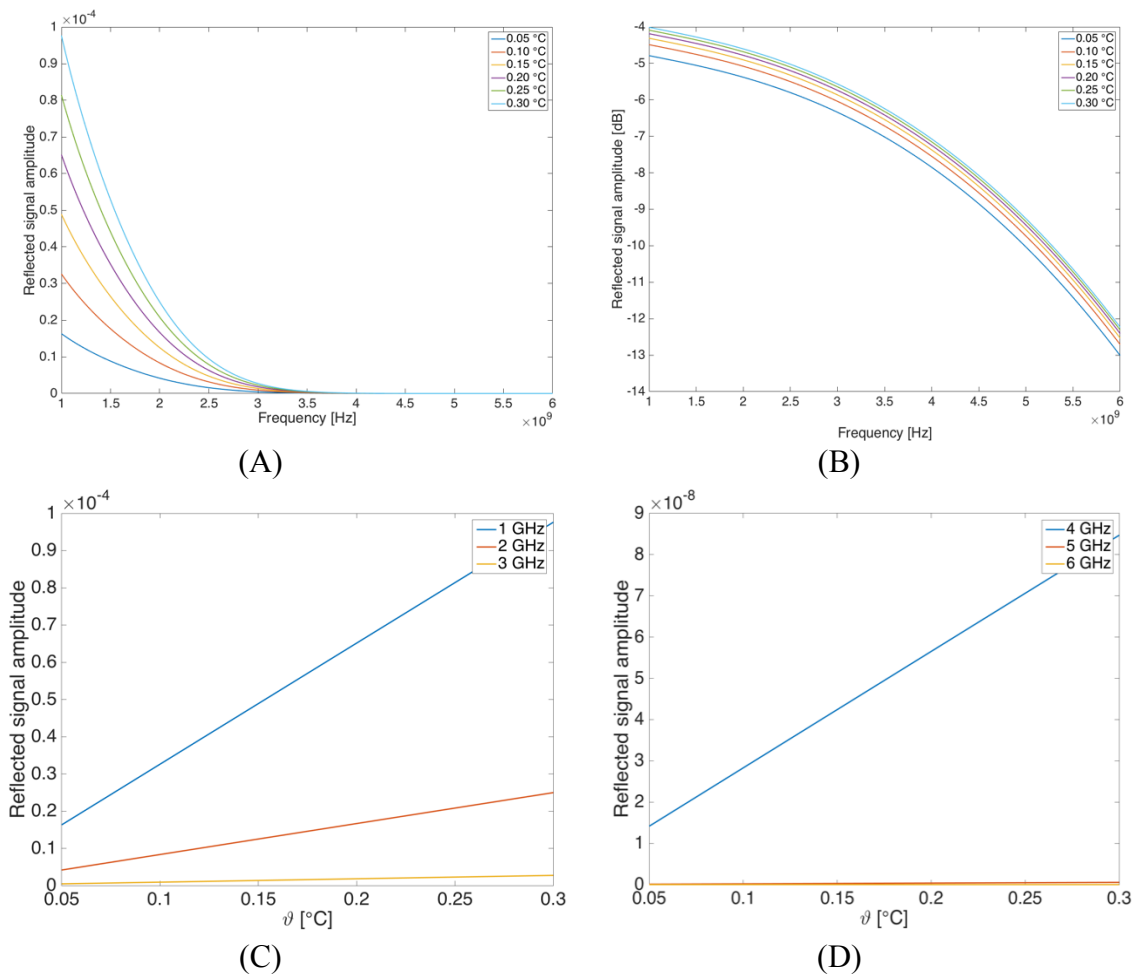 ×10^-4
Reflected signal amplitude
1
0.9
0.8
0.7
0.6
0.5
0.4
0.3
0.2
0.1
0
0.05 °C
0.10 °C
0.15 °C
0.20 °C
0.25 °C
0.30 °C
1 1.5 2 2.5 3 3.5 4 4.5 5 5.5 6
×10^9
Frequency [Hz]
(A)
Reflected signal amplitude [dB]
-4
-5
-6
-7
-8
-9
-10
-11
-12
-13
-14
0.05 °C
0.10 °C
0.15 °C
0.20 °C
0.25 °C
0.30 °C
1 1.5 2 2.5 3 3.5 4 4.5 5 5.5 6
×10^9
Frequency [Hz]
(B)
×10^-4
Reflected signal amplitude
1
0.9
0.8
0.7
0.6
0.5
0.4
0.3
0.2
0.1
0
1 GHz
2 GHz
3 GHz
0.05 0.1 0.15 0.2 0.25 0.3
ϑ [°C]
(C)
×10^-8
Reflected signal amplitude
9
8
7
6
5
4
3
2
1
0
4 GHz
5 GHz
6 GHz
0.05 0.1 0.15 0.2 0.25 0.3
ϑ [°C]
(D)